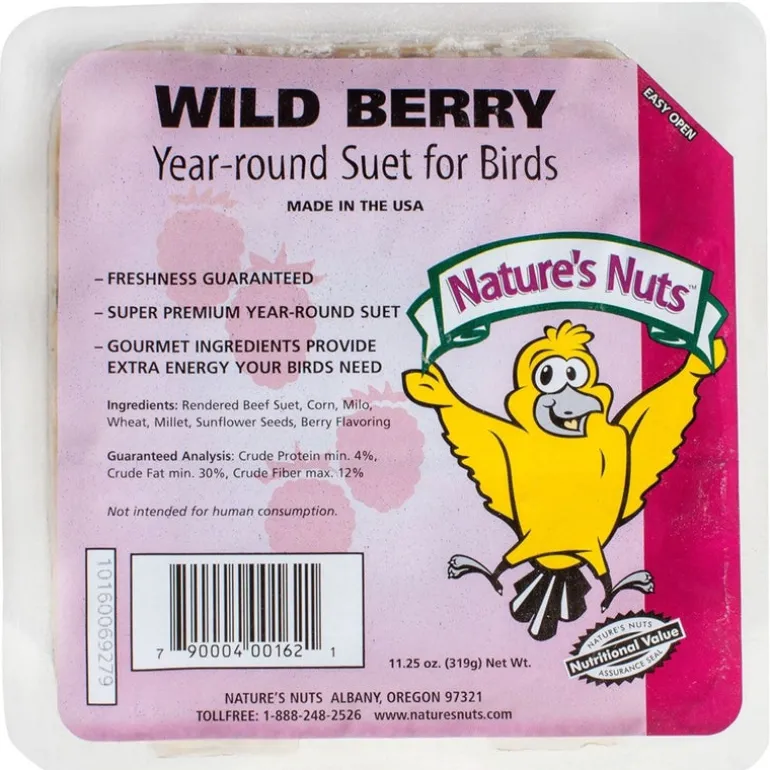 WILD BERRY
Year-round Suet for Birds
MADE IN THE USA
EASY OPEN
Nature's Nuts™
– FRESHNESS GUARANTEED
– SUPER PREMIUM YEAR-ROUND SUET
– GOURMET INGREDIENTS PROVIDE
EXTRA ENERGY YOUR BIRDS NEED
Ingredients: Rendered Beef Suet, Corn, Milo,
Wheat, Millet, Sunflower Seeds, Berry Flavoring
Guaranteed Analysis: Crude Protein min. 4%,
Crude Fat min. 30%, Crude Fiber max. 12%
Not intended for human consumption.
10160069279
7 90004 00162 1
11.25 oz. (319g) Net Wt.
NATURE'S NUTS
Nutritional Value
ASSURANCE SEAL
NATURE'S NUTS ALBANY, OREGON 97321
TOLLFREE: 1-888-248-2526 www.naturesnuts.com